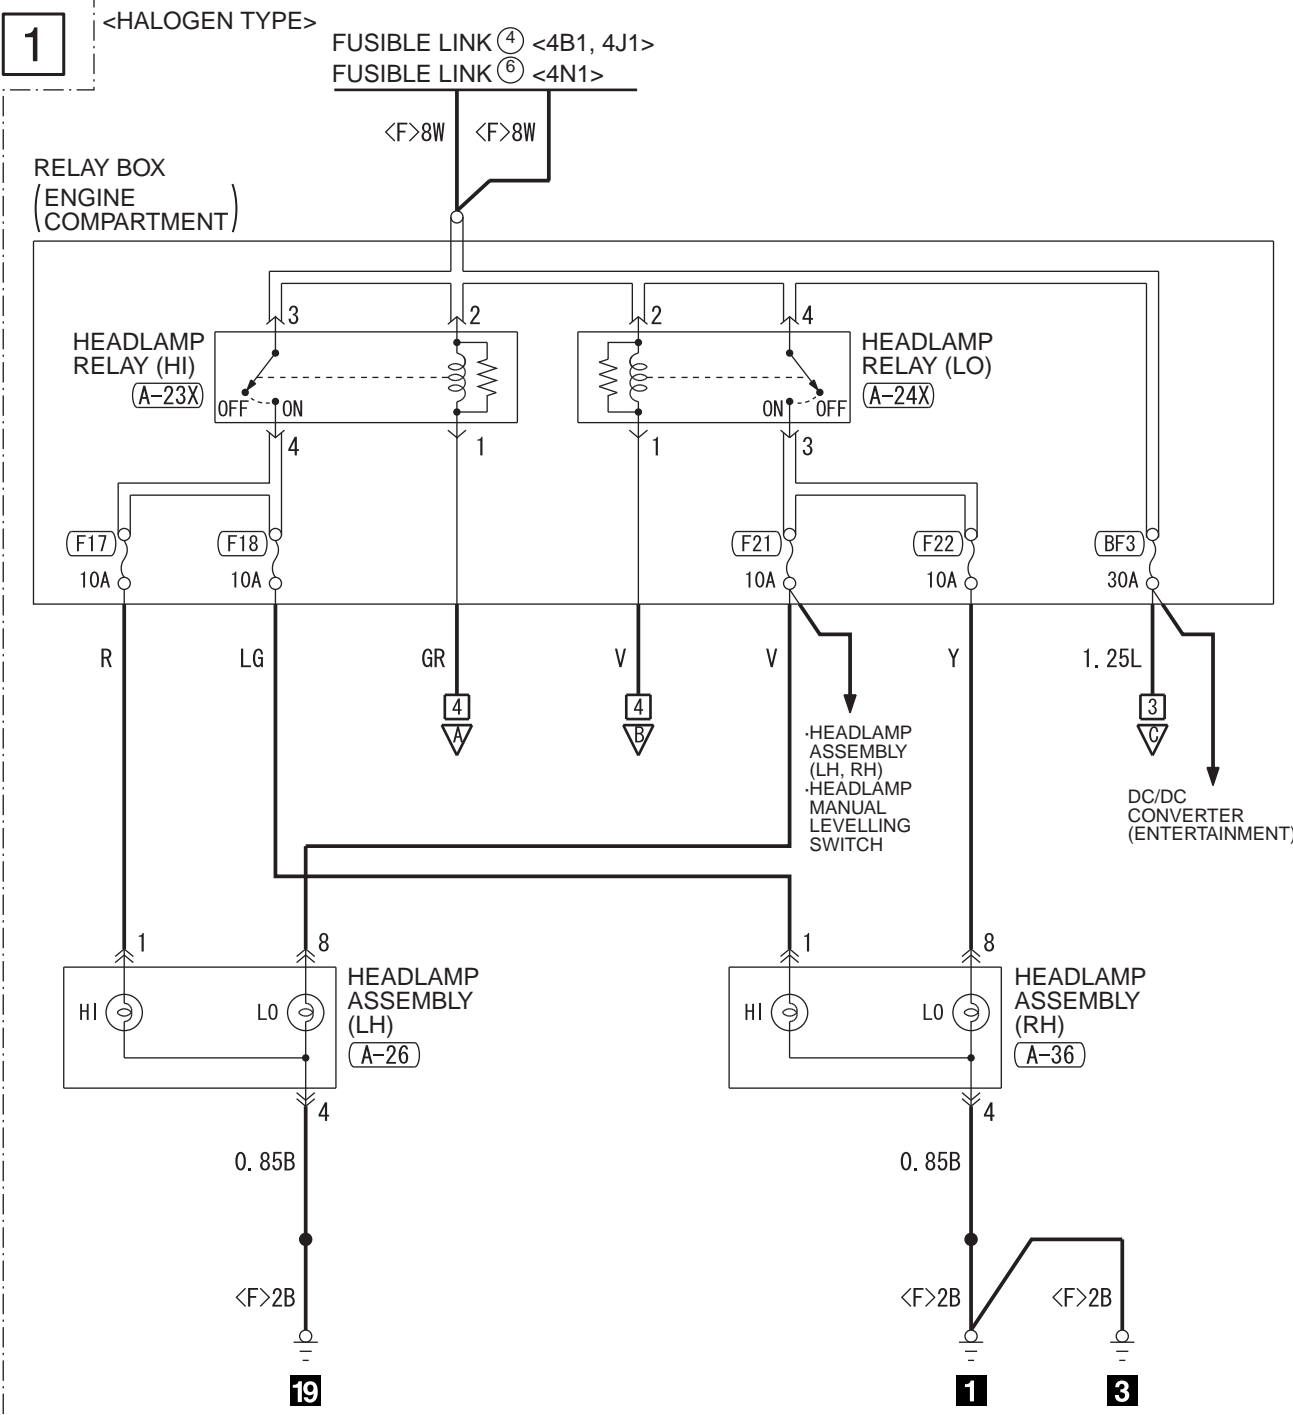 1
<HALOGEN TYPE>
FUSIBLE LINK ④ <4B1, 4J1>
FUSIBLE LINK ⑥ <4N1>
<F>8W <F>8W
RELAY BOX
(ENGINE
COMPARTMENT)
3 2 2 4
HEADLAMP
RELAY (HI)
A-23X
OFF ON
HEADLAMP
RELAY (LO)
A-24X
ON OFF
4 1 1 3
F17 F18 F21 F22 BF3
10A 10A 10A 10A 30A
R LG GR V V Y 1.25L
4 4 3
A B C
·HEADLAMP
ASSEMBLY
(LH, RH)
·HEADLAMP
MANUAL
LEVELLING
SWITCH
DC/DC
CONVERTER
(ENTERTAINMENT)
1 8 1 8
HI LO
HEADLAMP
ASSEMBLY
(LH)
A-26
HI LO
HEADLAMP
ASSEMBLY
(RH)
A-36
4 4
0.85B 0.85B
<F>2B <F>2B <F>2B
19 1 3